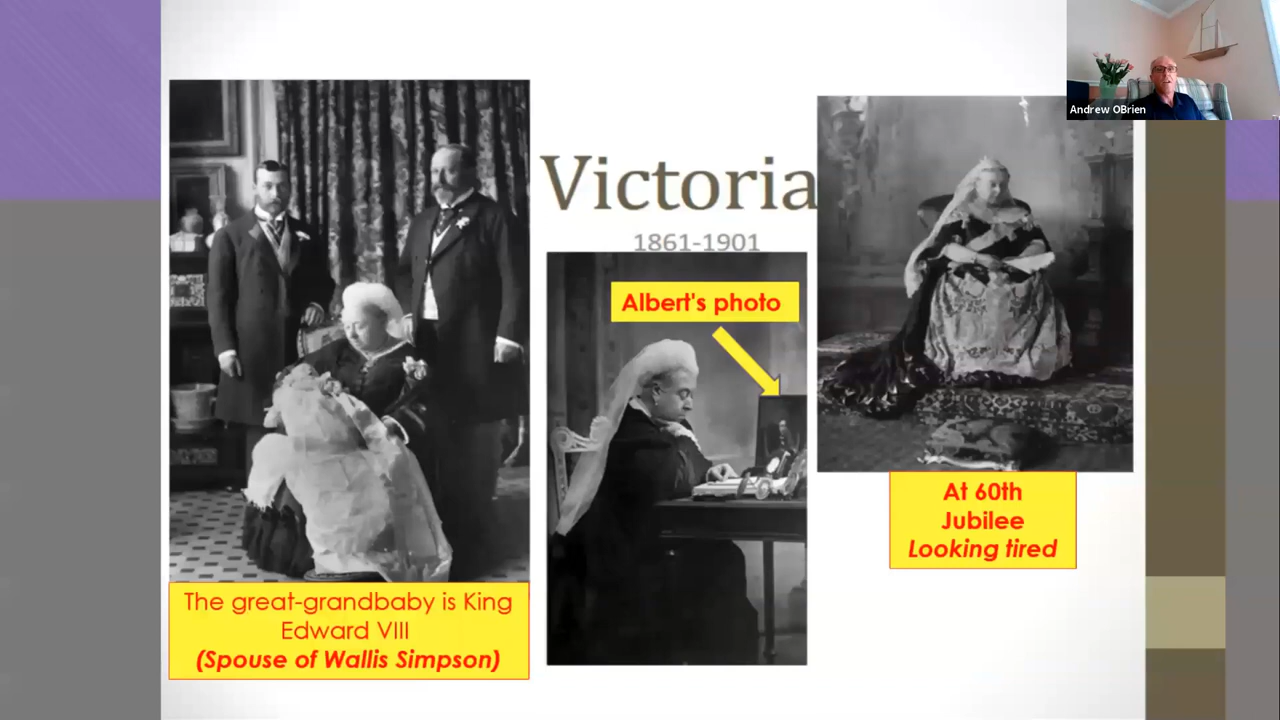 Andrew OBrien
Victoria
1861-1901
Albert's photo
At 60th
Jubilee
Looking tired
The great-grandbaby is King
Edward VIII
(Spouse of Wallis Simpson)